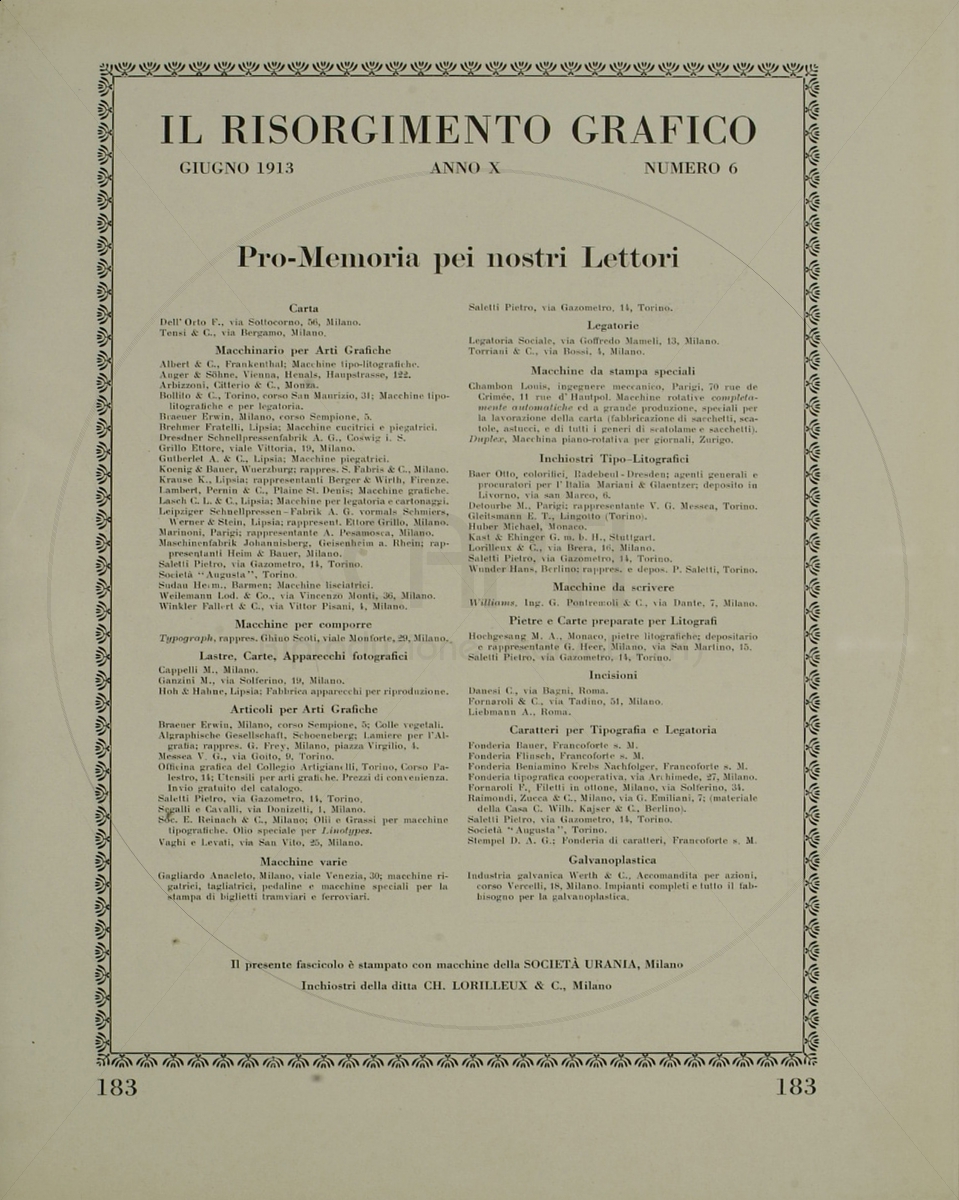 IL RISORGIMENTO GRAFICO
GIUGNO 1913 ANNO X NUMERO 6
Pro-Memoria pei nostri Lettori
Carta
Dell' Orto F., via Sottocorno, 56, Milano.
Tensi & C., via Bergamo, Milano.
Macchinario per Arti Grafiche
Albert & C., Frankenthal; Macchine tipo-litografiche.
Anger & Söhne, Vienna, Henals, Haupstrasse, 122.
Arbizzoni, Citterio & C., Monza.
Bollito & C., Torino, corso San Maurizio, 31; Macchine tipo-
litografiche e per legatoria.
Braeuer Erwin, Milano, corso Sempione, 5.
Brehmer Fratelli, Lipsia; Macchine cucitrici e piegatrici.
Dresdner Schnellpressenfabrik A. G., Coswig i. S.
Grillo Ettore, viale Vittoria, 19, Milano.
Gutberlet A. & C., Lipsia; Macchine piegatrici.
Koenig & Bauer, Wuerzburg; rappres. S. Fabris & C., Milano.
Krause K., Lipsia; rappresentanti Berger & Wirth, Firenze.
Lambert, Pernin & C., Plaine St. Denis; Macchine grafiche.
Lasch C. L. & C., Lipsia; Macchine per legatoria e cartonaggi.
Leipziger Schnellpressen-Fabrik A. G. vormals Schmiers,
Werner & Stein, Lipsia; rappresent. Ettore Grillo, Milano.
Marinoni, Parigi; rappresentante A. Pesamosca, Milano.
Maschinenfabrik Johannisberg, Geisenheim a. Rhein; rap-
presentanti Heim & Bauer, Milano.
Saletti Pietro, via Gazometro, 14, Torino.
Società "Augusta", Torino.
Sudau Heim., Barmen; Macchine lisciatrici.
Weilemann Lod. & Co., via Vincenzo Monti, 36, Milano.
Winkler Fallert & C., via Vittor Pisani, 4, Milano.
Macchine per comporre
Typograph, rappres. Ghino Scoti, viale Monforte, 29, Milano.
Lastre, Carte, Apparecchi fotografici
Cappelli M., Milano.
Ganzini M., via Solferino, 19, Milano.
Hoh & Hahne, Lipsia; Fabbrica apparecchi per riproduzione.
Articoli per Arti Grafiche
Braeuer Erwin, Milano, corso Sempione, 5; Colle vegetali.
Algraphische Gesellschaft, Schoeneberg; Lamiere per l'Al-
grafia; rappres. G. Frey, Milano, piazza Virgilio, 4.
Messea V. G., via Goito, 9, Torino.
Officina grafica del Collegio Artigianelli, Torino, Corso Pa-
lestro, 14; Utensili per arti grafiche. Prezzi di convenienza.
Invio gratuito del catalogo.
Saletti Pietro, via Gazometro, 14, Torino.
Segalli e Cavalli, via Donizetti, 1, Milano.
Soc. E. Reinach & C., Milano; Olii e Grassi per macchine
tipografiche. Olio speciale per Linotypes.
Vaghi e Levati, via San Vito, 25, Milano.
Macchine varie
Gagliardo Anacleto, Milano, viale Venezia, 30; macchine ri-
gatrici, tagliatrici, pedaline e macchine speciali per la
stampa di biglietti tramviari e ferroviari.
Saletti Pietro, via Gazometro, 14, Torino.
Legatorie
Legatoria Sociale, via Goffredo Mameli, 13, Milano.
Torriani & C., via Bossi, 4, Milano.
Macchine da stampa speciali
Chambon Louis, ingegnere meccanico, Parigi, 70 rue de
Crimée, 11 rue d'Hautpol. Macchine rotative completa-
mente automatiche ed a grande produzione, speciali per
la lavorazione della carta (fabbricazione di sacchetti, sca-
tole, astucci, e di tutti i generi di scatolame e sacchetti).
Duplex, Macchina piano-rotativa per giornali, Zurigo.
Inchiostri Tipo-Litografici
Baer Otto, colorifici, Radebeul-Dresden; agenti generali e
procuratori per l'Italia Mariani & Glaentzer; deposito in
Livorno, via san Marco, 6.
Detourbe M., Parigi; rappresentante V. G. Messea, Torino.
Gleitsmann E. T., Lingotto (Torino).
Huber Michael, Monaco.
Kast & Ehinger G. m. b. H., Stuttgart.
Lorilleux & C., via Brera, 16, Milano.
Saletti Pietro, via Gazometro, 14, Torino.
Wunder Hans, Berlino; rappres. e depos. P. Saletti, Torino.
Macchine da scrivere
Williams, Ing. G. Pontremoli & C., via Dante, 7, Milano.
Pietre e Carte preparate per Litografi
Hochgesang M. A., Monaco, pietre litografiche; depositario
e rappresentante G. Heer, Milano, via San Martino, 15.
Saletti Pietro, via Gazometro, 14, Torino.
Incisioni
Danesi C., via Bagni, Roma.
Fornaroli & C., via Tadino, 51, Milano.
Liebmann A., Roma.
Caratteri per Tipografia e Legatoria
Fonderia Bauer, Francoforte s. M.
Fonderia Flinsch, Francoforte s. M.
Fonderia Beniamino Krebs Nachfolger, Francoforte s. M.
Fonderia tipografica cooperativa, via Archimede, 27, Milano.
Fornaroli F., Filetti in ottone, Milano, via Solferino, 34.
Raimondi, Zucca & C., Milano, via G. Emiliani, 7; (materiale
della Casa C. Wilh. Kajser & C., Berlino).
Saletti Pietro, via Gazometro, 14, Torino.
Società "Augusta", Torino.
Stempel D. A. G.; Fonderia di caratteri, Francoforte s. M.
Galvanoplastica
Industria galvanica Werth & C., Accomandita per azioni,
corso Vercelli, 18, Milano. Impianti completi e tutto il fab-
bisogno per la galvanoplastica.
Il presente fascicolo è stampato con macchine della SOCIETÀ URANIA, Milano
Inchiostri della ditta CH. LORILLEUX & C., Milano
183 183